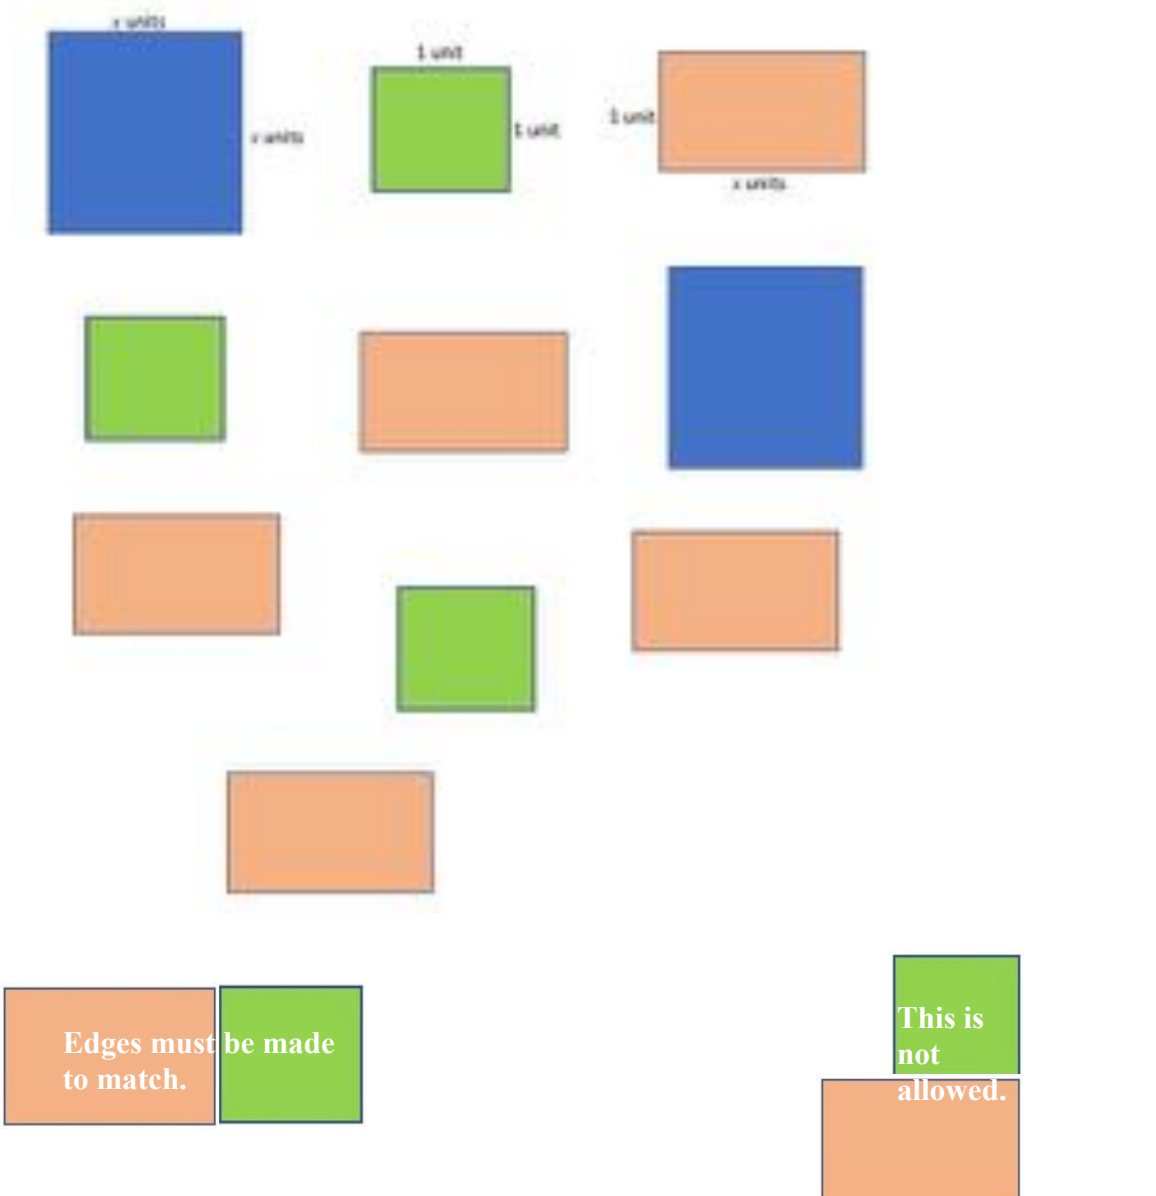 x units
1 unit
x units
1 unit
1 unit
x units
Edges must be made
to match.
This is
not
allowed.